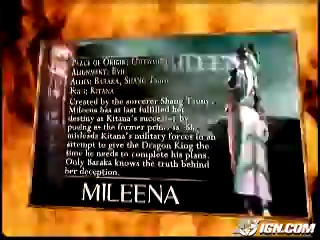 MILEENA
Place of Origin: Outworld
Alignment: Evil
Allies: Baraka, Shang Tsung
Foes: Kitana
Created by the sorcerer Shang Tsung,
Mileena has at last fulfilled her
destiny as Kitana's successor by
posing as the former princess. She
misleads Kitana's military forces in an
attempt to give the Dragon King the
time he needs to complete his plans.
Only Baraka knows the truth behind
her deception.
MILEENA
IGN.COM